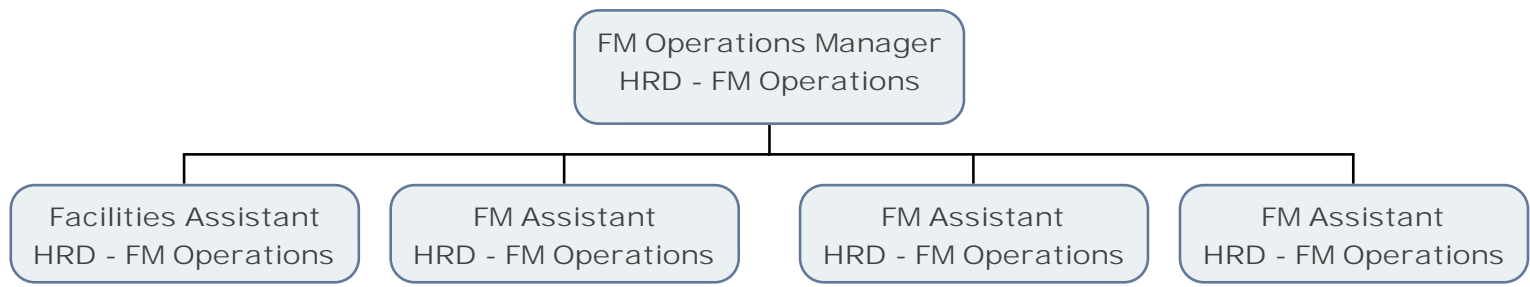 FM Operations Manager
HRD - FM Operations
Facilities Assistant
HRD - FM Operations
FM Assistant
HRD - FM Operations
FM Assistant
HRD - FM Operations
FM Assistant
HRD - FM Operations